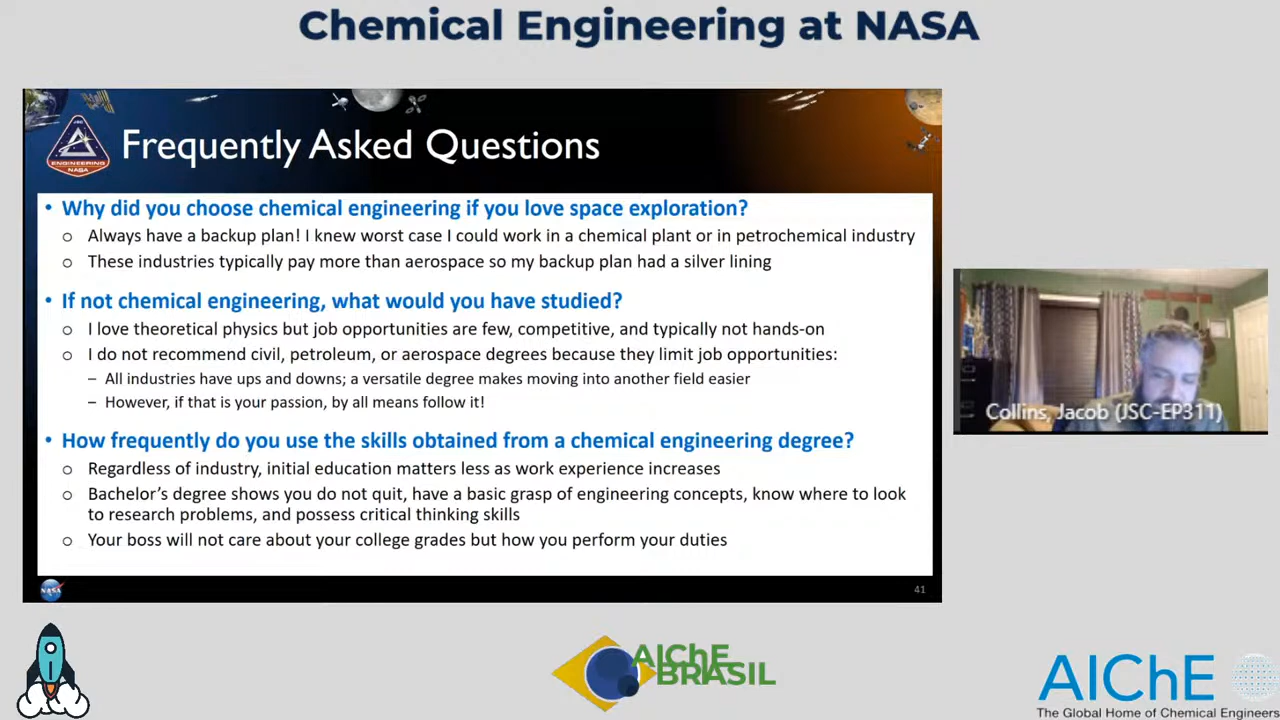 Chemical Engineering at NASA
JSC
ENGINEERING
NASA
Frequently Asked Questions
• Why did you choose chemical engineering if you love space exploration?
o Always have a backup plan! I knew worst case I could work in a chemical plant or in petrochemical industry
o These industries typically pay more than aerospace so my backup plan had a silver lining
• If not chemical engineering, what would you have studied?
o I love theoretical physics but job opportunities are few, competitive, and typically not hands-on
o I do not recommend civil, petroleum, or aerospace degrees because they limit job opportunities:
– All industries have ups and downs; a versatile degree makes moving into another field easier
– However, if that is your passion, by all means follow it!
• How frequently do you use the skills obtained from a chemical engineering degree?
o Regardless of industry, initial education matters less as work experience increases
o Bachelor’s degree shows you do not quit, have a basic grasp of engineering concepts, know where to look
to research problems, and possess critical thinking skills
o Your boss will not care about your college grades but how you perform your duties
NASA
41
Collins, Jacob (JSC-EP311)
AIChE
BRASIL
AIChE
The Global Home of Chemical Engineers